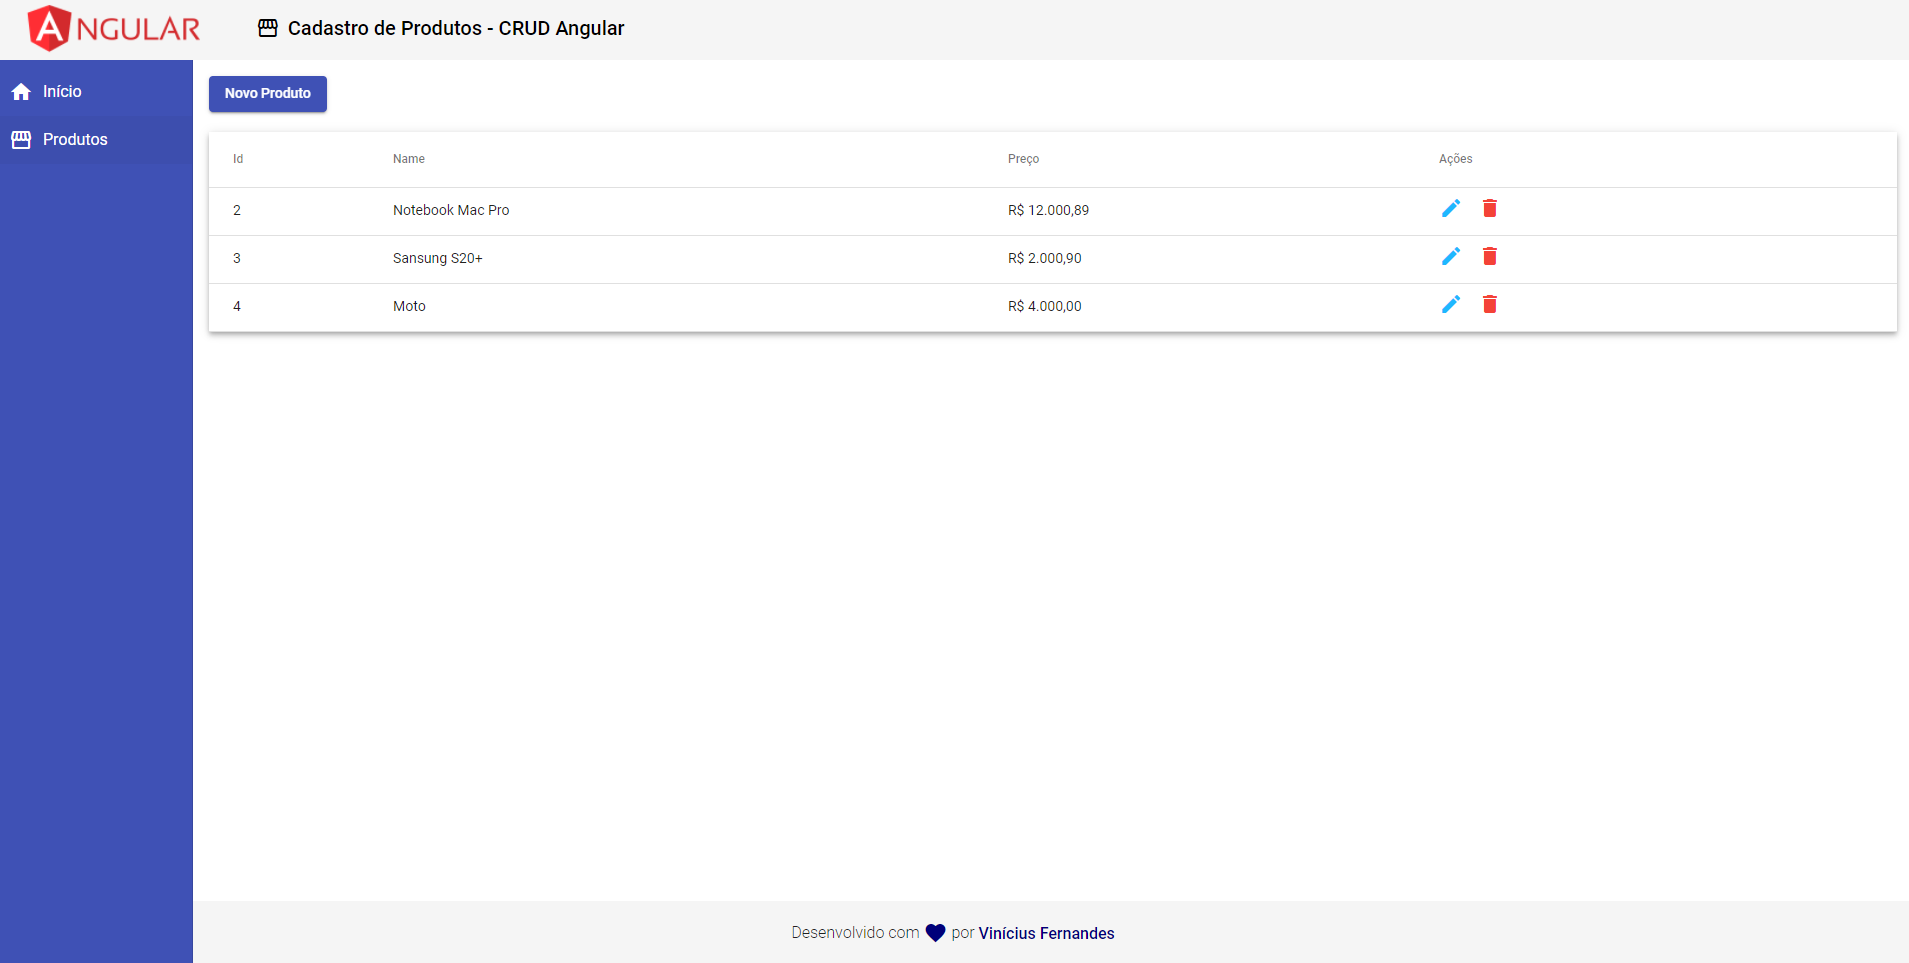 ANGULAR
Cadastro de Produtos - CRUD Angular
Início
Produtos
Novo Produto
Id Name Preço Ações
2 Notebook Mac Pro R$ 12.000,89
3 Sansung S20+ R$ 2.000,90
4 Moto R$ 4.000,00
Desenvolvido com por Vinícius Fernandes